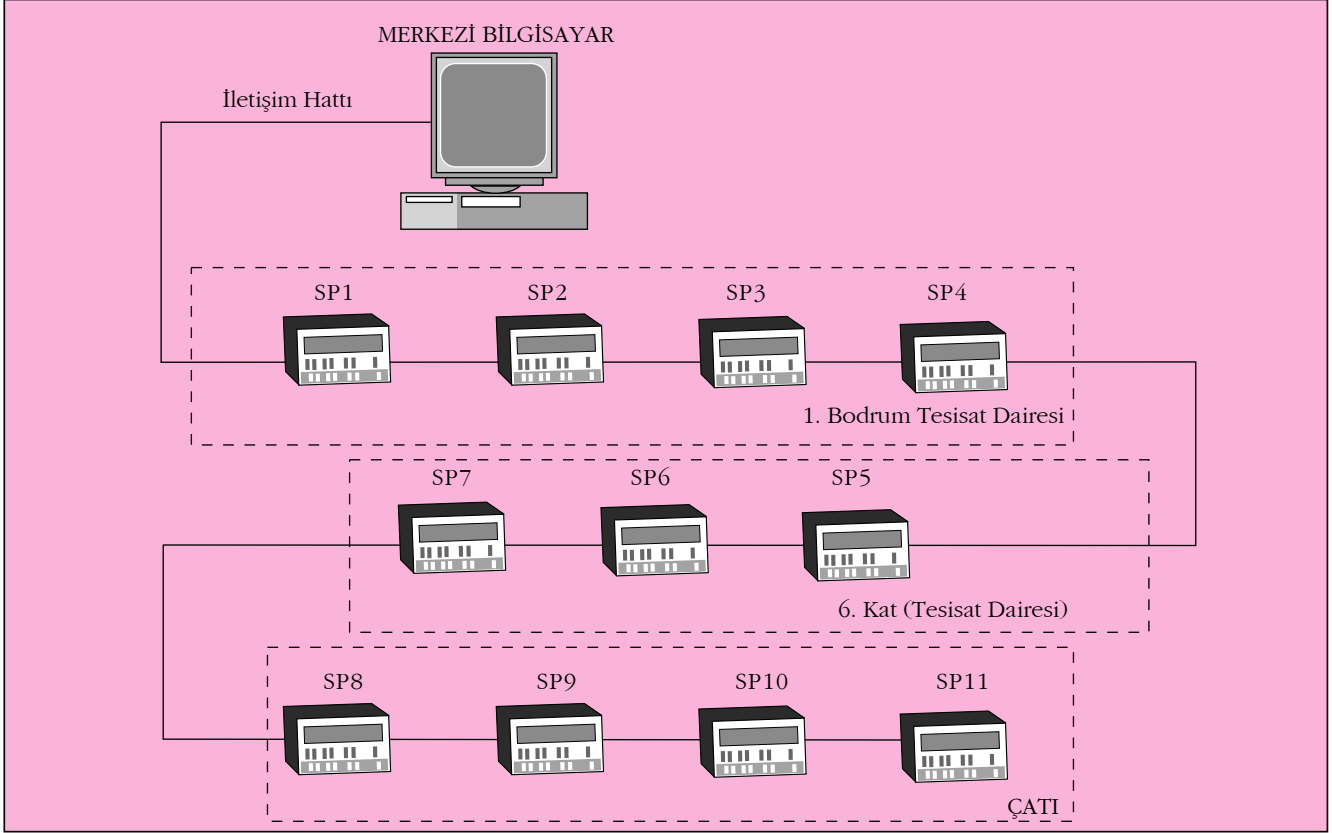 MERKEZİ BİLGİSAYAR
İletişim Hattı
SP1 SP2 SP3 SP4
1. Bodrum Tesisat Dairesi
SP7 SP6 SP5
6. Kat (Tesisat Dairesi)
SP8 SP9 SP10 SP11
ÇATI